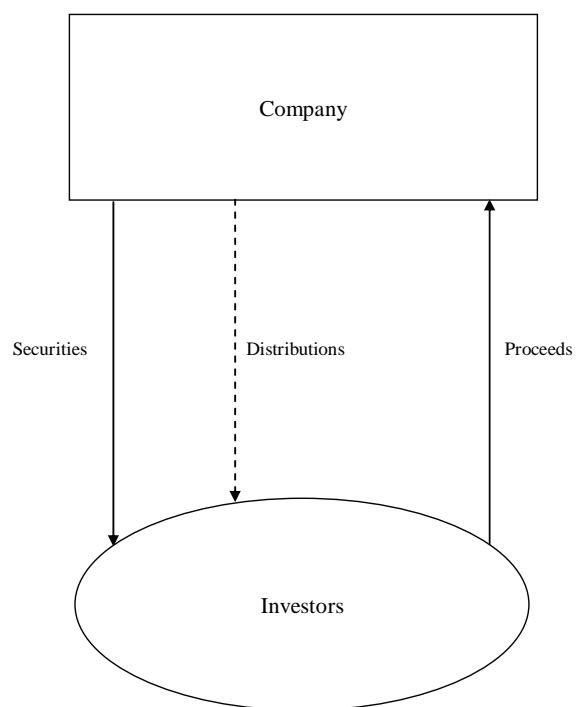 Company
Securities
Distributions
Proceeds
Investors